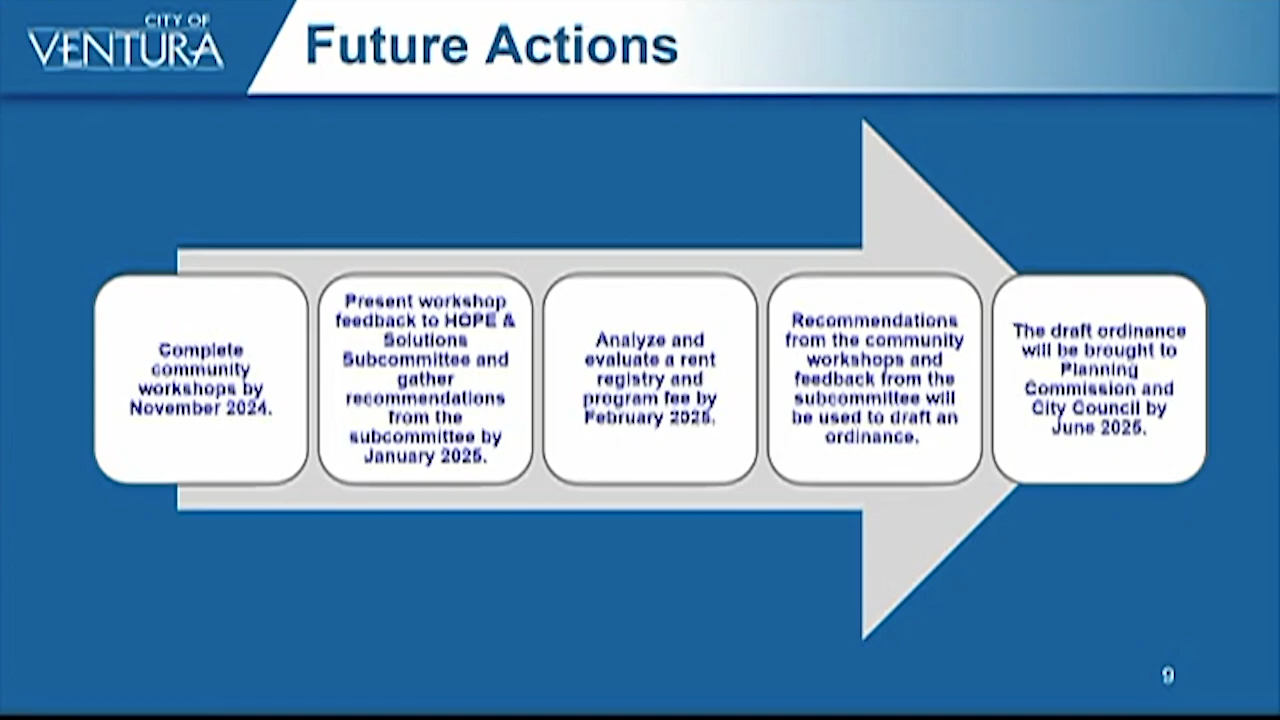 CITY OF
VENTURA
Future Actions
Complete
community
workshops by
November 2024.
Present workshop
feedback to HOPE &
Solutions
Subcommittee and
gather
recommendations
from the
subcommittee by
January 2025.
Analyze and
evaluate a rent
registry and
program fee by
February 2025.
Recommendations
from the community
workshops and
feedback from the
subcommittee will
be used to draft an
ordinance.
The draft ordinance
will be brought to
Planning
Commission and
City Council by
June 2025.
9